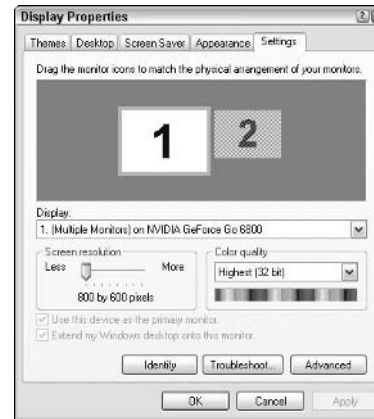 Display Properties
Themes Desktop Screen Saver Appearance Settings
Drag the monitor icons to match the physical arrangement of your monitors.
1 2
Display:
1. (Multiple Monitors) on NVIDIA GeForce Go 6800
Screen resolution Color quality
Less More Highest (32 bit)
800 by 600 pixels
Use this device as the primary monitor.
Extend my Windows desktop onto this monitor.
Identify Troubleshoot... Advanced
OK Cancel Apply